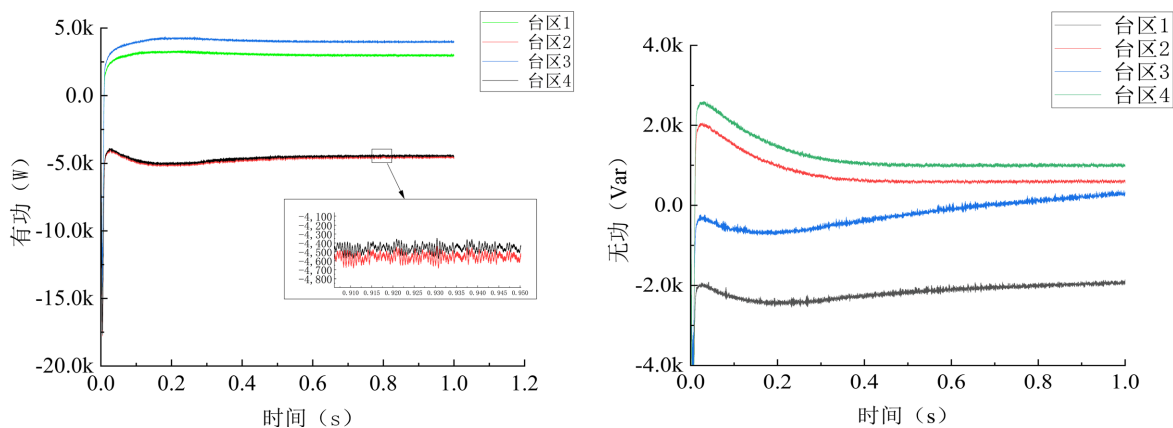 5.0k
0.0
-5.0k
-10.0k
-15.0k
-20.0k
有功（W）
0.0 0.2 0.4 0.6 0.8 1.0 1.2
时间（s）
台区1
台区2
台区3
台区4
-4,100
-4,200
-4,300
-4,400
-4,500
-4,600
-4,700
-4,800
0.910 0.915 0.920 0.925 0.930 0.935 0.940 0.945 0.950
4.0k
2.0k
0.0
-2.0k
-4.0k
无功（Var）
0.0 0.2 0.4 0.6 0.8 1.0
时间（s）
台区1
台区2
台区3
台区4